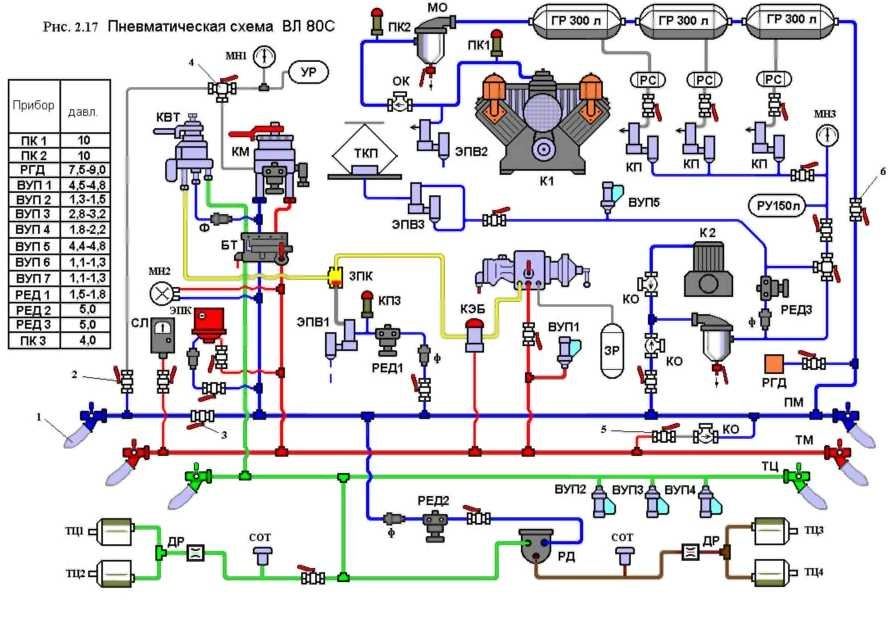 Рис. 2.17 Пневматическая схема ВЛ 80С
ПК2
МО
ГР 300 л
ГР 300 л
ГР 300 л
4
МН1
УР
ПК1
ОК
РС
РС
РС
Прибор давл.
ПК 1 10
ПК 2 10
РГД 7,5-9,0
ВУП 1 4,5-4,8
ВУП 2 1,3-1,5
ВУП 3 2,8-3,2
ВУП 4 1.8-2,2
ВУП 5 4,4-4,8
ВУП 6 1,1-1,3
ВУП 7 1,1-1,3
РЕД 1 1,5-1,8
РЕД 2 5,0
РЕД 3 5,0
ПК 3 4,0
КВТ
КМ
МН3
ТКП
ЭПВ2
К1
КП
КП
КП
6
ВУП5
РУ150л
Ф
ЭПВ3
К2
БТ
МН2
ЗПК
КО
РЕД3
СЛ
ЭПК
ЭПВ1
КП3
КЭБ
ВУП1
ф
РЕД1
ф
ЗР
КО
2
РГД
ПМ
1
3
5
КО
ТМ
ТЦ
ВУП2
ВУП3
ВУП4
РЕД2
ф
ТЦ1
ДР
СОТ
РД
СОТ
ДР
ТЦ3
ТЦ2
ТЦ4